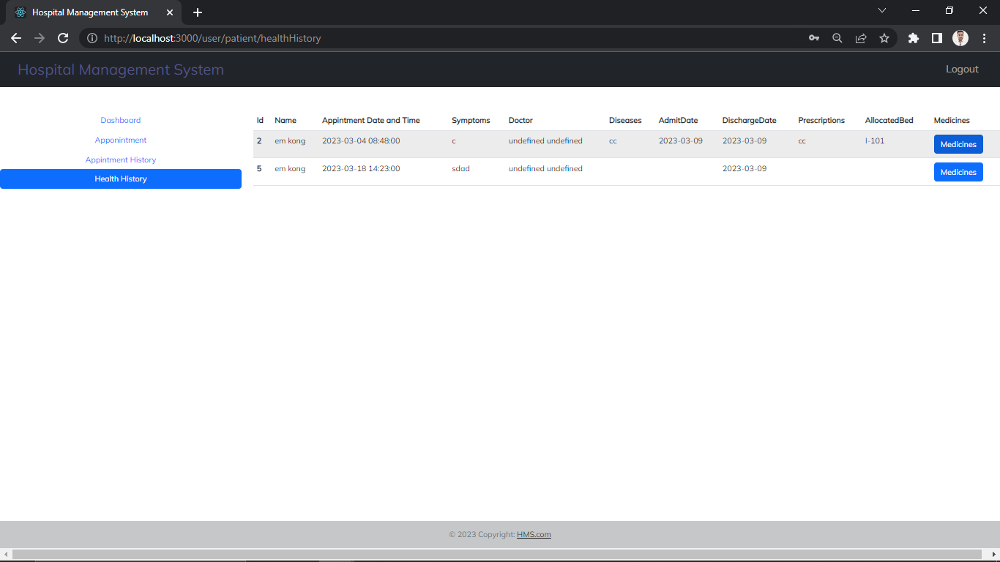 Hospital Management System
http://localhost:3000/user/patient/healthHistory
Hospital Management System Logout
Dashboard
Apponintment
Appintment History
Health History
Id Name Appintment Date and Time Symptoms Doctor Diseases AdmitDate DischargeDate Prescriptions AllocatedBed Medicines
2 em kong 2023-03-04 08:48:00 c undefined undefined cc 2023-03-09 2023-03-09 cc I-101 Medicines
5 em kong 2023-03-18 14:23:00 sdad undefined undefined 2023-03-09 Medicines
© 2023 Copyright: HMS.com